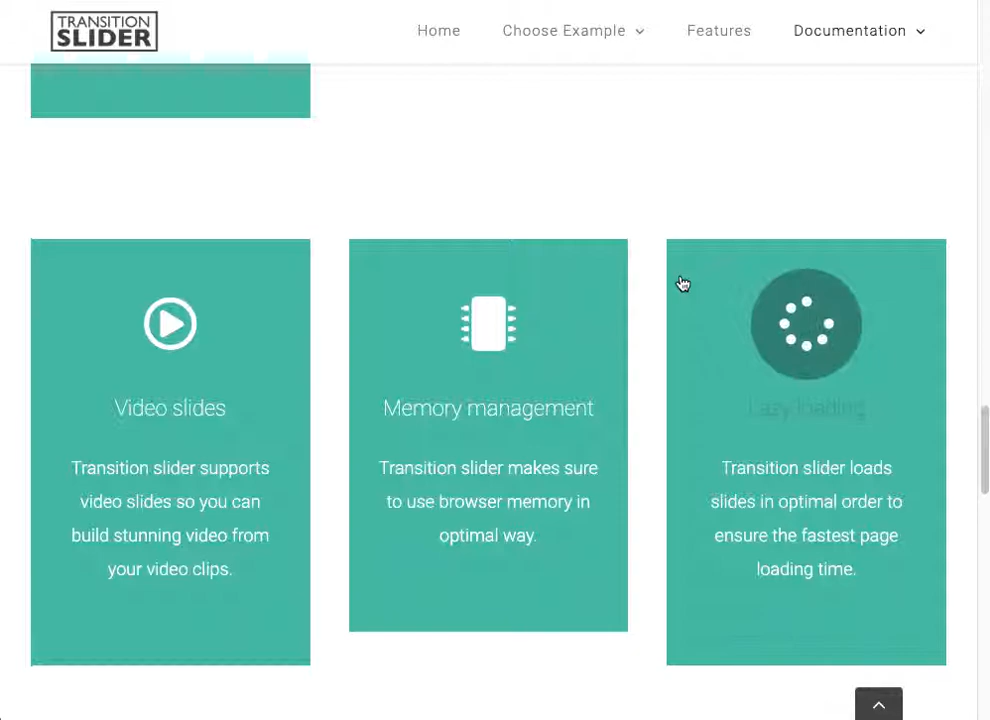 TRANSITION
SLIDER
Home
Choose Example
Features
Documentation
Video slides
Transition slider supports
video slides so you can
build stunning video from
your video clips.
Memory management
Transition slider makes sure
to use browser memory in
optimal way.
Lazy loading
Transition slider loads
slides in optimal order to
ensure the fastest page
loading time.